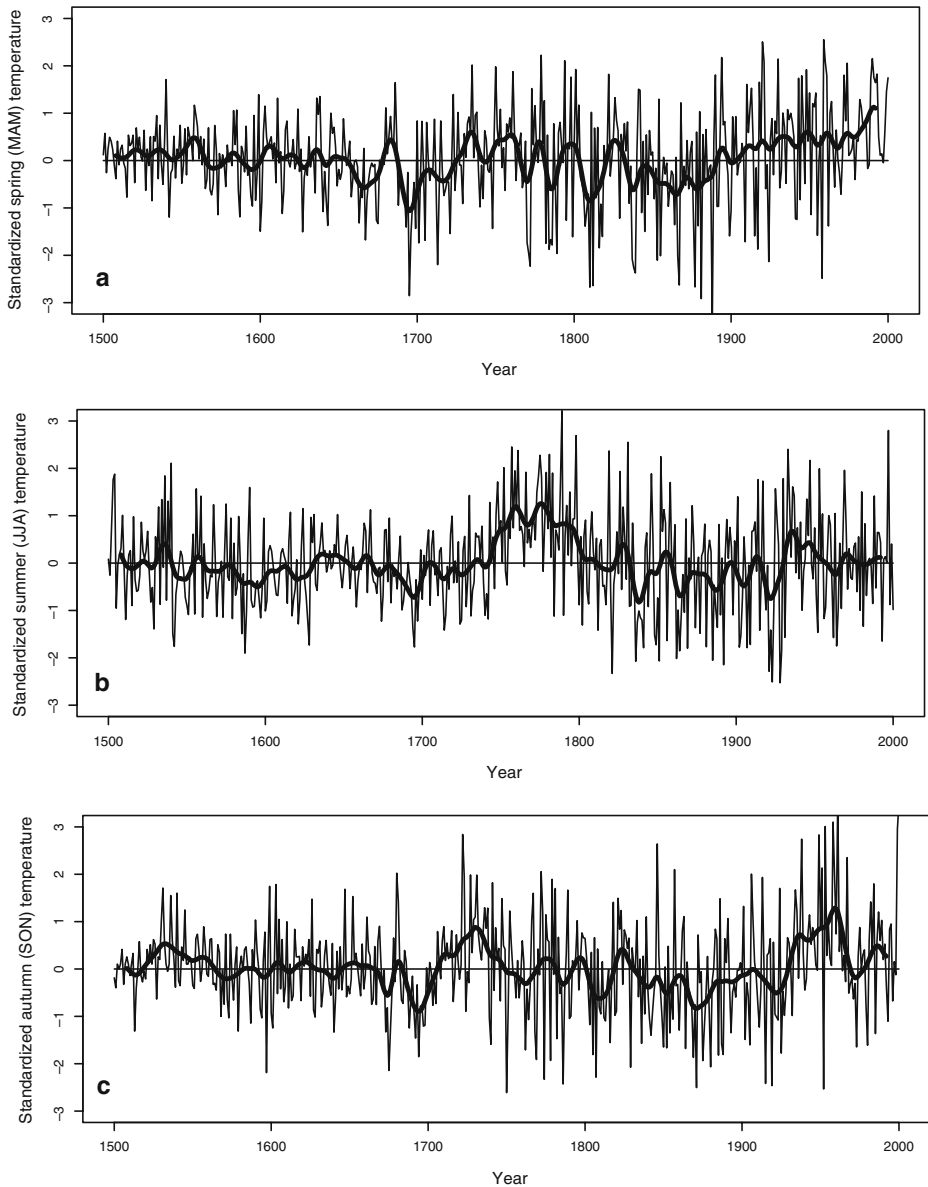 Standardized spring (MAM) temperature
3
2
1
0
−1
−2
−3
a
1500 1600 1700 1800 1900 2000
Year
Standardized summer (JJA) temperature
3
2
1
0
−1
−2
−3
b
1500 1600 1700 1800 1900 2000
Year
Standardized autumn (SON) temperature
3
2
1
0
−1
−2
−3
c
1500 1600 1700 1800 1900 2000
Year